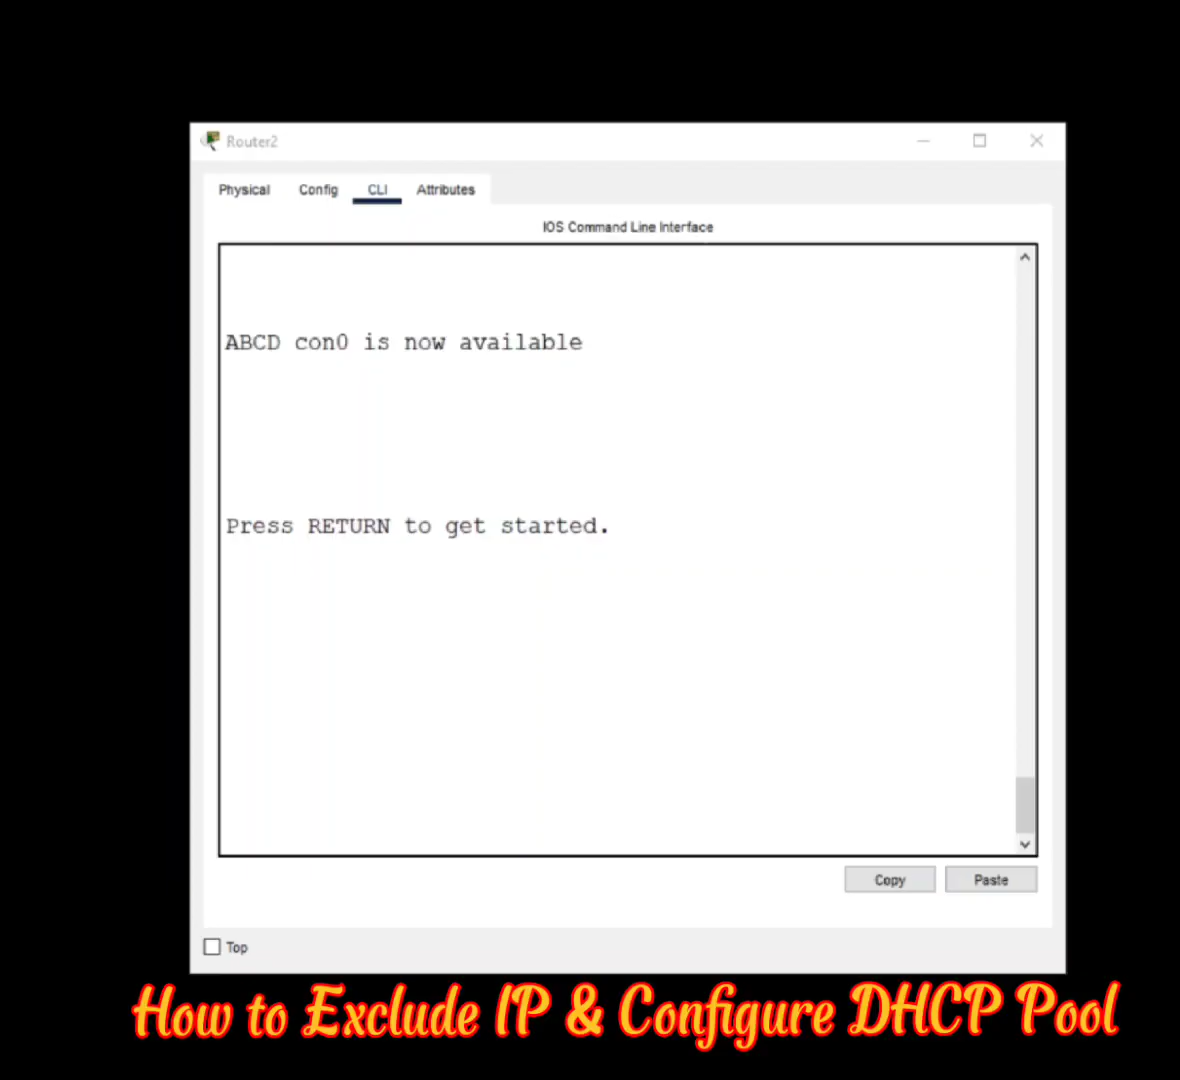 Router2
Physical Config CLI Attributes
IOS Command Line Interface
ABCD con0 is now available
Press RETURN to get started.
Copy Paste
Top
How to Exclude IP & Configure DHCP Pool